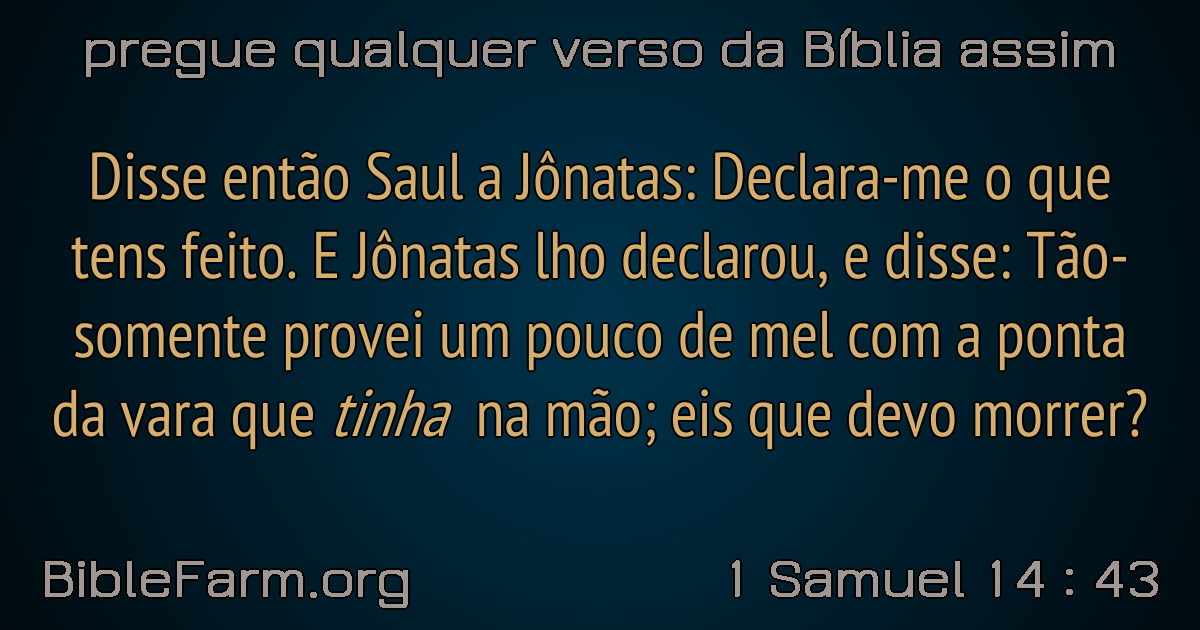 pregue qualquer verso da Bíblia assim
Disse então Saul a Jônatas: Declara-me o que
tens feito. E Jônatas lho declarou, e disse: Tão-
somente provei um pouco de mel com a ponta
da vara que tinha na mão; eis que devo morrer?
BibleFarm.org
1 Samuel 14 : 43